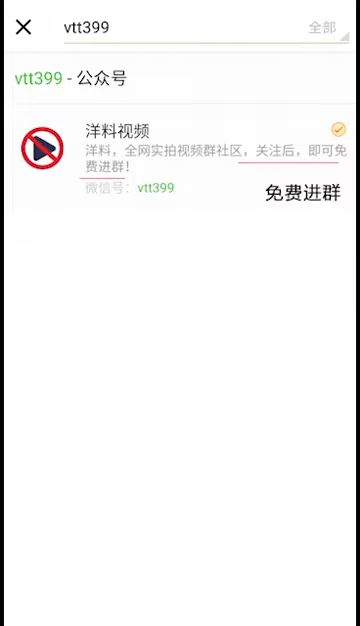 vtt399 全部
vtt399 - 公众号
洋料视频
洋料，全网实拍视频群社区，关注后，即可免
费进群！
微信号：vtt399
免费进群